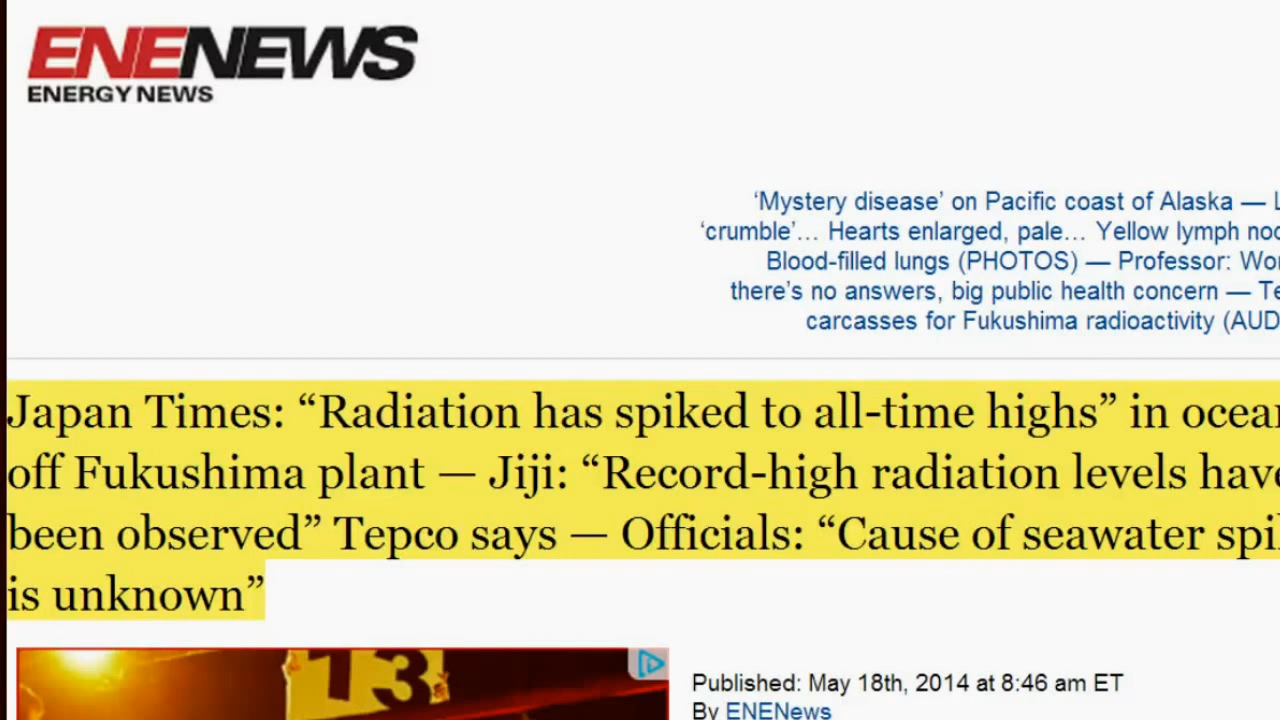 ENENEWS
ENERGY NEWS
‘Mystery disease’ on Pacific coast of Alaska —
‘crumble’... Hearts enlarged, pale... Yellow lymph
Blood-filled lungs (PHOTOS) — Professor:
there’s no answers, big public health concern —
carcasses for Fukushima radioactivity
Japan Times: “Radiation has spiked to all-time highs” in
off Fukushima plant — Jiji: “Record-high radiation levels have
been observed” Tepco says — Officials: “Cause of seawater
is unknown”
13
Published: May 18th, 2014 at 8:46 am ET
By ENENews